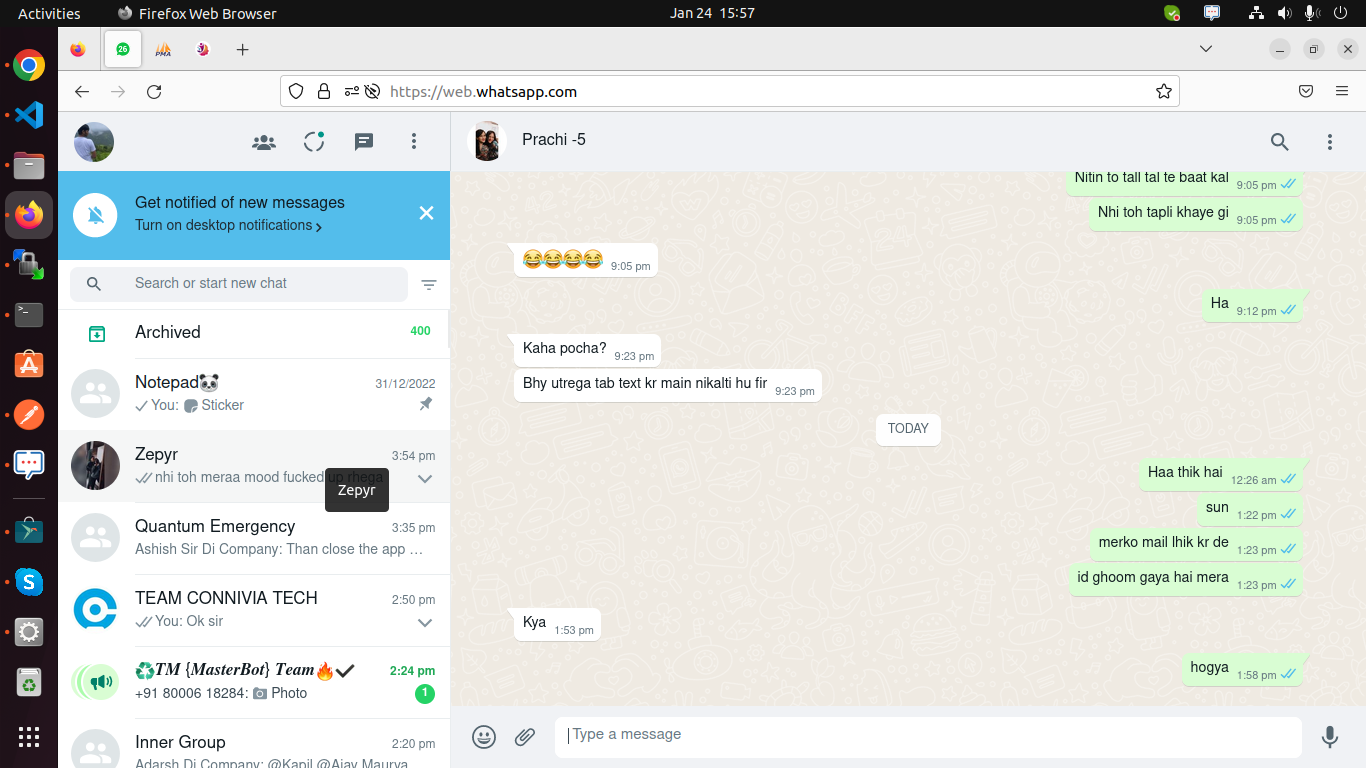 Activities
Firefox Web Browser
Jan 24 15:57
26
PMA
https://web.whatsapp.com
Get notified of new messages
Turn on desktop notifications
Search or start new chat
Archived
400
Notepad🐼
31/12/2022
You: Sticker
Zepyr
3:54 pm
nhi toh meraa mood fucked up rhega
Zepyr
Quantum Emergency
3:35 pm
Ashish Sir Di Company: Than close the app …
TEAM CONNIVIA TECH
2:50 pm
You: Ok sir
♻️TM {MasterBot} Team🔥✔
2:24 pm
+91 80006 18284: Photo
1
Inner Group
2:20 pm
Adarsh Di Company: @Kapil @Ajay Maurya
Prachi -5
Nitin to tall tal te baat kal
9:05 pm
Nhi toh tapli khaye gi
9:05 pm
😂😂😂😂
9:05 pm
Ha
9:12 pm
Kaha pocha?
9:23 pm
Bhy utrega tab text kr main nikalti hu fir
9:23 pm
TODAY
Haa thik hai
12:26 am
sun
1:22 pm
merko mail lhik kr de
1:23 pm
id ghoom gaya hai mera
1:23 pm
Kya
1:53 pm
hogya
1:58 pm
Type a message